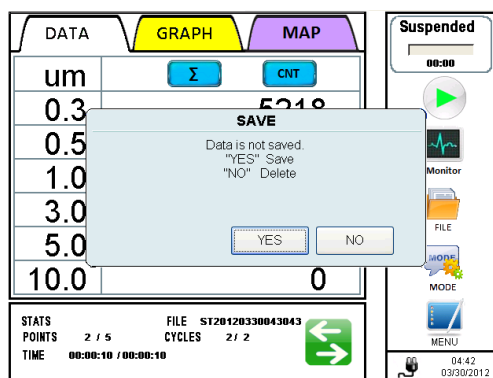 DATA
GRAPH
MAP
um
Σ
CNT
0.3
5218
0.5
1.0
3.0
5.0
10.0
0
SAVE
Data is not saved.
"YES" Save
"NO" Delete
YES
NO
STATS
FILE ST20120330043043
POINTS 2 / 5
CYCLES 2 / 2
TIME 00:00:10 / 00:00:10
Suspended
00:00
Monitor
FILE
MODE
MODE
MENU
04:42
03/30/2012